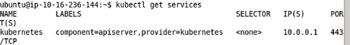 ubuntu@ip-10-16-236-144:~$ kubectl get services
NAME LABELS SELECTOR IP(S) POR
T(S)
kubernetes component=apiserver,provider=kubernetes <none> 10.0.0.1 443
/TCP